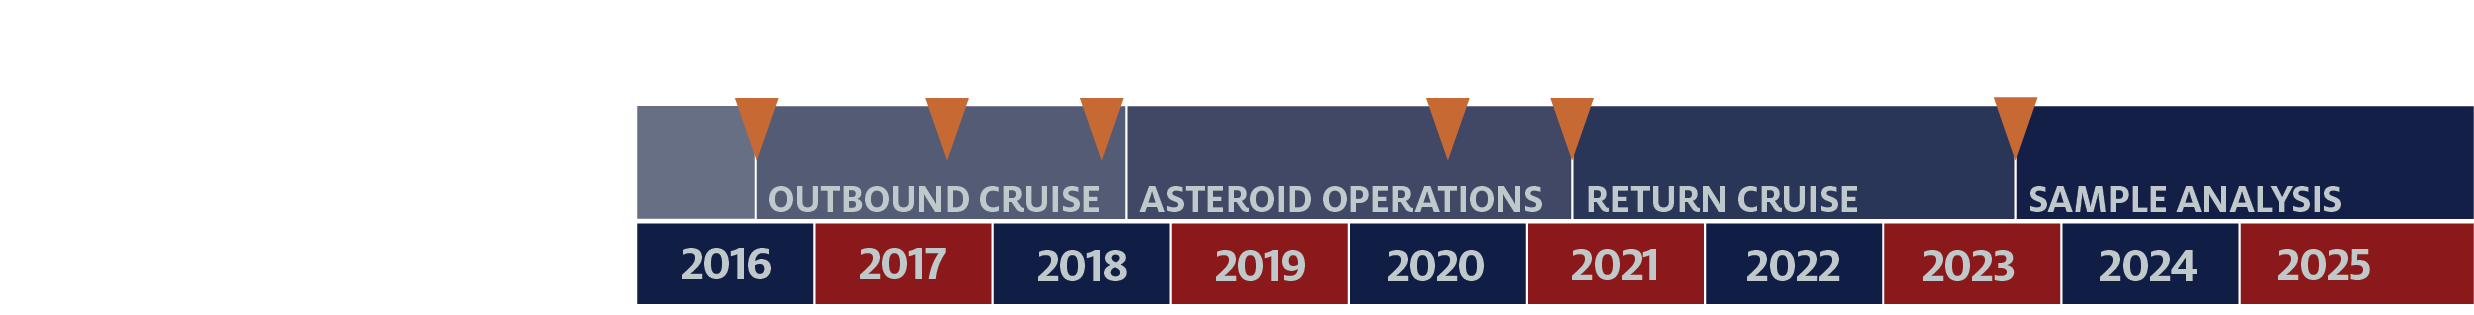 OUTBOUND CRUISE ASTEROID OPERATIONS RETURN CRUISE SAMPLE ANALYSIS
2016 2017 2018 2019 2020 2021 2022 2023 2024 2025